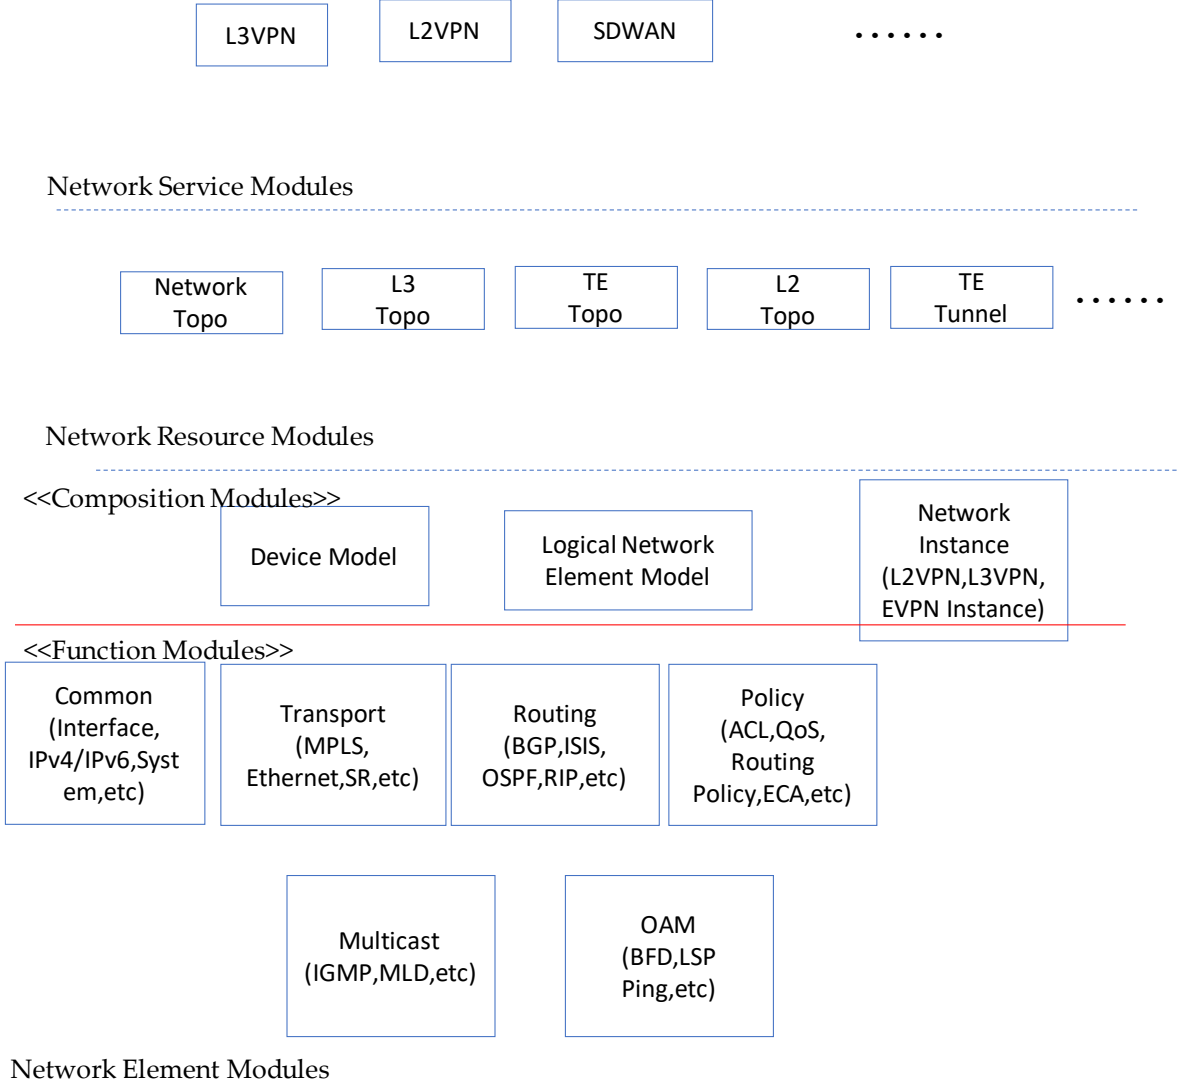 L3VPN
L2VPN
SDWAN
......
Network Service Modules
Network
Topo
L3
Topo
TE
Topo
L2
Topo
TE
Tunnel
......
Network Resource Modules
<<Composition Modules>>
Device Model
Logical Network
Element Model
Network
Instance
(L2VPN,L3VPN,
EVPN Instance)
<<Function Modules>>
Common
(Interface,
IPv4/IPv6,Syst
em,etc)
Transport
(MPLS,
Ethernet,SR,etc)
Routing
(BGP,ISIS,
OSPF,RIP,etc)
Policy
(ACL,QoS,
Routing
Policy,ECA,etc)
Multicast
(IGMP,MLD,etc)
OAM
(BFD,LSP
Ping,etc)
Network Element Modules